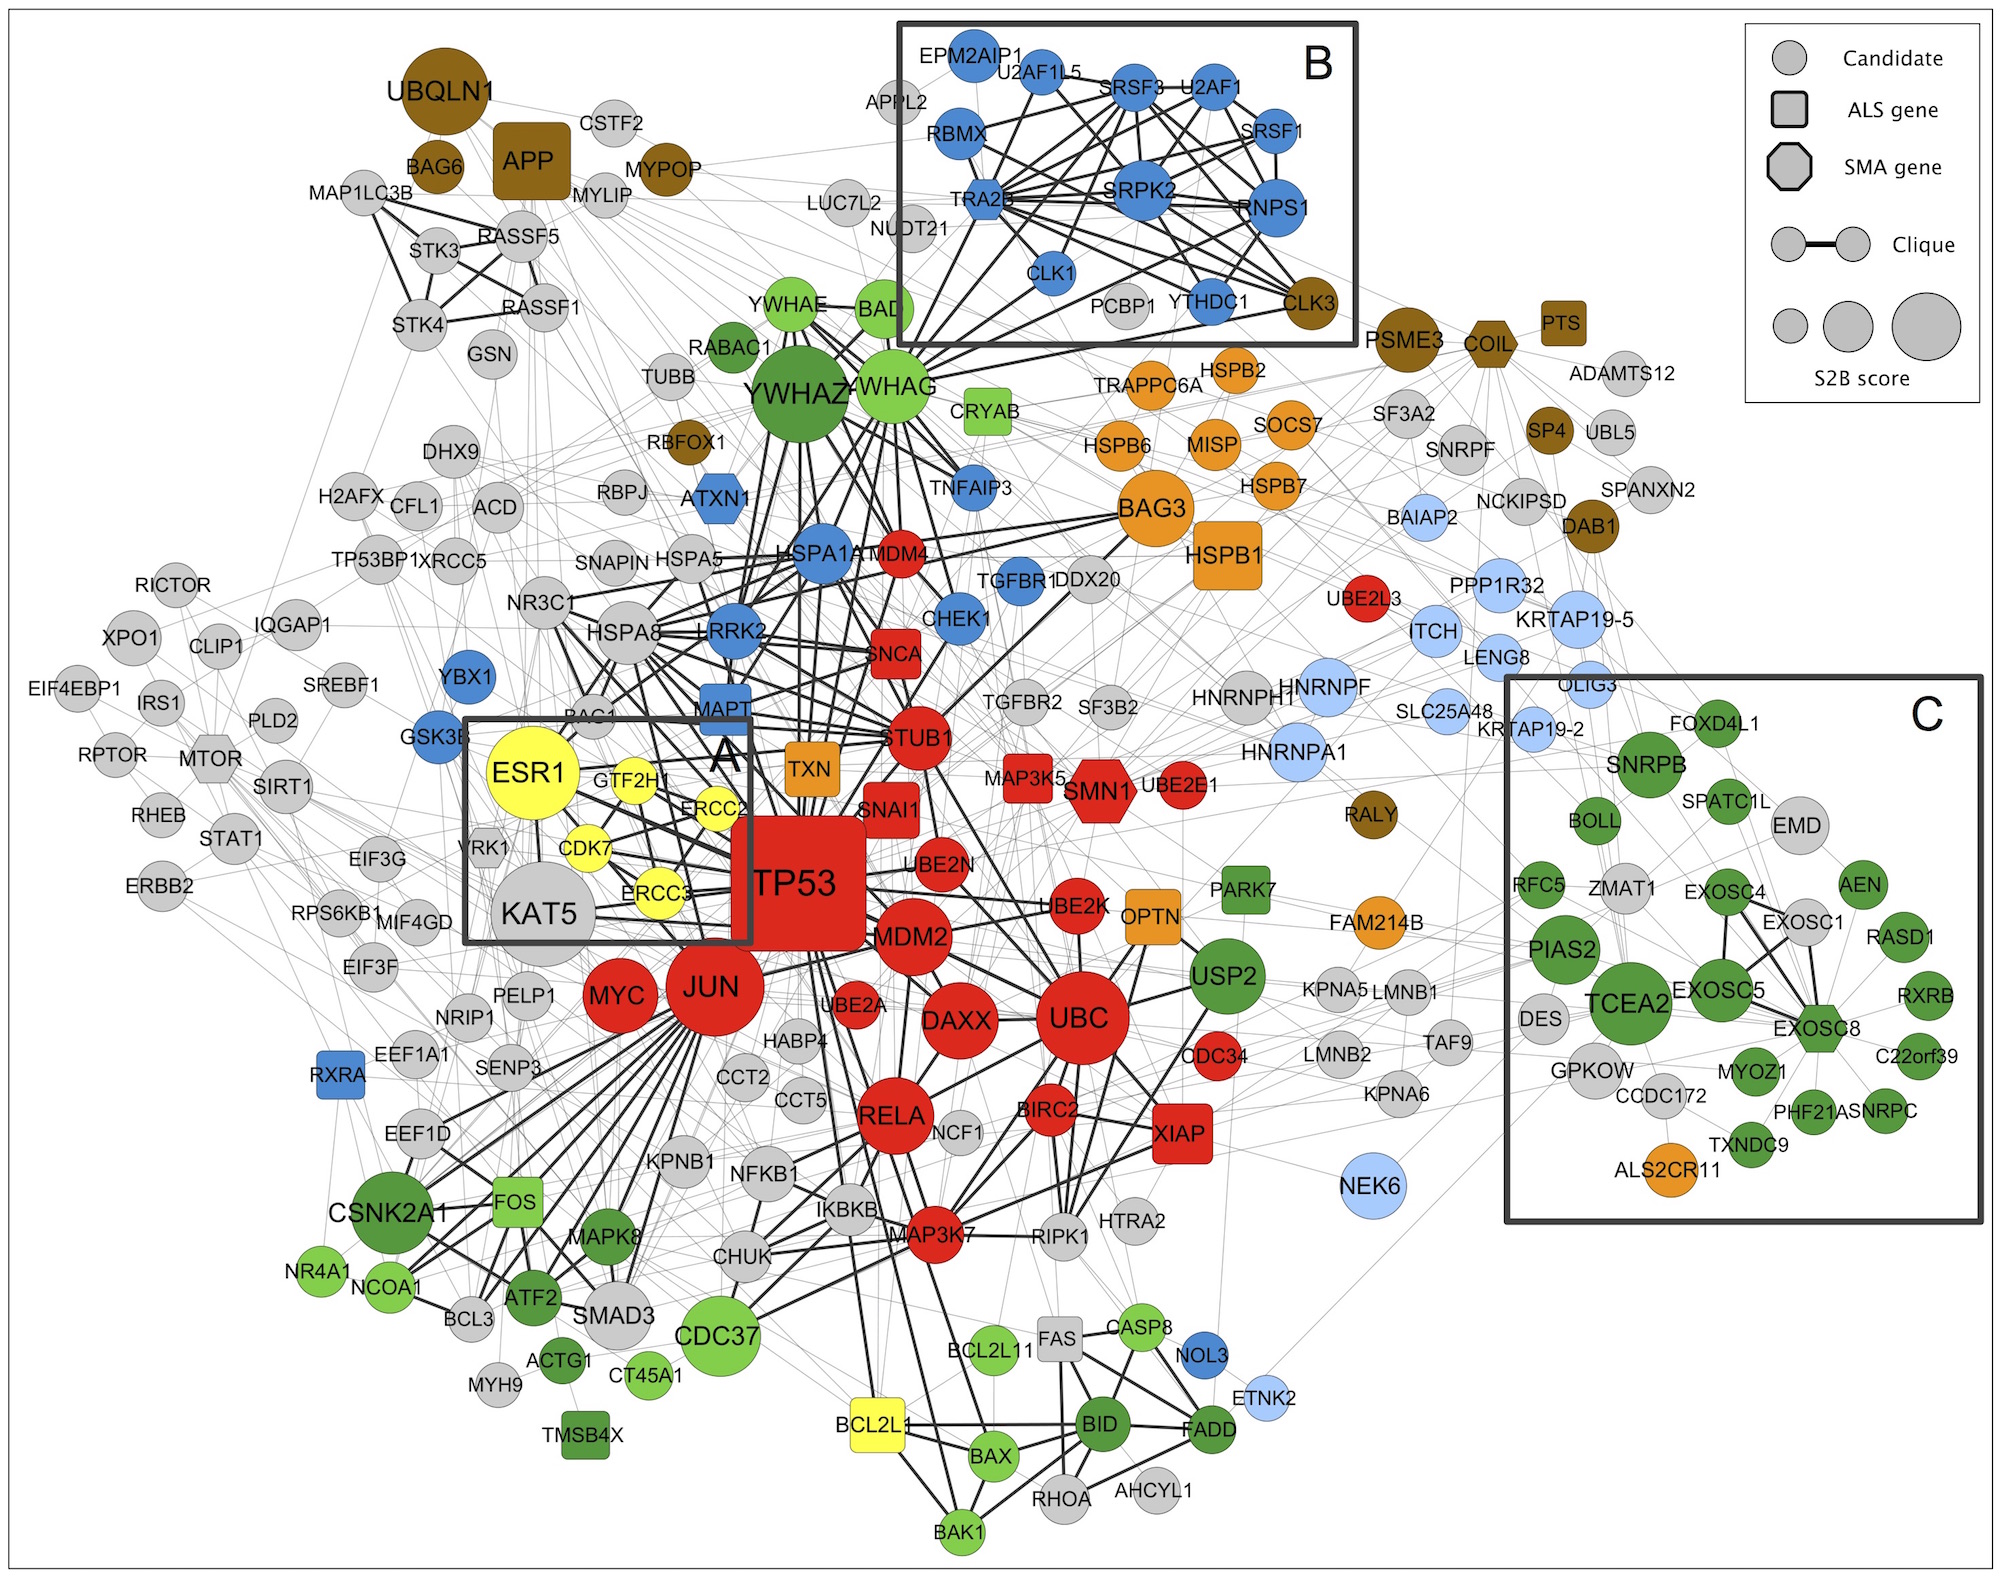 EPM2AIP1
U2AF1L5
SRSF3
U2AF1
B
APPL2
RBMX
SRSF1
TRA2B
SRPK2
RNPS1
CLK1
PCBP1
YTHDC1
CLK3
Candidate
ALS gene
SMA gene
Clique
S2B score
UBQLN1
CSTF2
BAG6
APP
MYPOP
MAP1LC3B
MYLIP
LUC7L2
NUDT21
STK3
RASSF5
STK4
RASSF1
GSN
YWHAE
BAD
RABAC1
TUBB
YWHAZ
YWHAG
CRYAB
PSME3
COIL
PTS
ADAMTS12
TRAPPC6A
HSPB2
SF3A2
SNRPF
SP4
UBL5
HSPB6
MISP
SOCS7
HSPB7
NCKIPSD
SPANXN2
BAIAP2
DAB1
DHX9
RBFOX1
H2AFX
CFL1
ACD
RBPJ
ATXN1
TNFAIP3
BAG3
HSPB1
TP53BP1
XRCC5
SNAPIN
HSPA5
HSPA1A
MDM4
TGFBR1
DDX20
UBE2L3
PPP1R32
ITCH
KRTAP19-5
LENG8
OLIG3
RICTOR
XPO1
CLIP1
IQGAP1
NR3C1
HSPA8
LRRK2
CHEK1
SNCA
EIF4EBP1
IRS1
SREBF1
YBX1
PLD2
BAG1
MAPT
TGFBR2
SF3B2
HNRNPH1
HNRNPF
SLC25A48
KRTAP19-2
RPTOR
MTOR
GSK3B
STUB1
HNRNPA1
A
ESR1
GTF2H1
ERCC2
TXN
SNAI1
MAP3K5
SMN1
UBE2E1
RALY
RHEB
SIRT1
STAT1
VRK1
CDK7
ERCC3
KAT5
TP53
UBE2N
ERBB2
EIF3G
RPS6KB1
MIF4GD
EIF3F
MDM2
UBE2K
OPTN
PARK7
FAM214B
C
FOXD4L1
SNRPB
SPATC1L
BOLL
EMD
RFC5
ZMAT1
EXOSC4
AEN
EXOSC1
RASD1
PIAS2
TCEA2
EXOSC5
RXRB
DES
EXOSC8
C22orf39
GPKOW
MYOZ1
CCDC172
PHF21A
SNRPC
TXNDC9
ALS2CR11
PELP1
MYC
JUN
UBE2A
DAXX
UBC
USP2
KPNA5
LMNB1
NRIP1
HABP4
CDC34
LMNB2
TAF9
KPNA6
RXRA
EEF1A1
SENP3
CCT2
CCT5
RELA
NCF1
BIRC2
XIAP
EEF1D
KPNB1
NFKB1
NEK6
CSNK2A1
FOS
MAPK8
IKBKB
MAP3K7
RIPK1
HTRA2
CHUK
NR4A1
NCOA1
ATF2
BCL3
SMAD3
CDC37
ACTG1
MYH9
CT45A1
BCL2L11
FAS
CASP8
NOL3
ETNK2
TMSB4X
BCL2L1
BID
FADD
BAX
RHOA
AHCYL1
BAK1